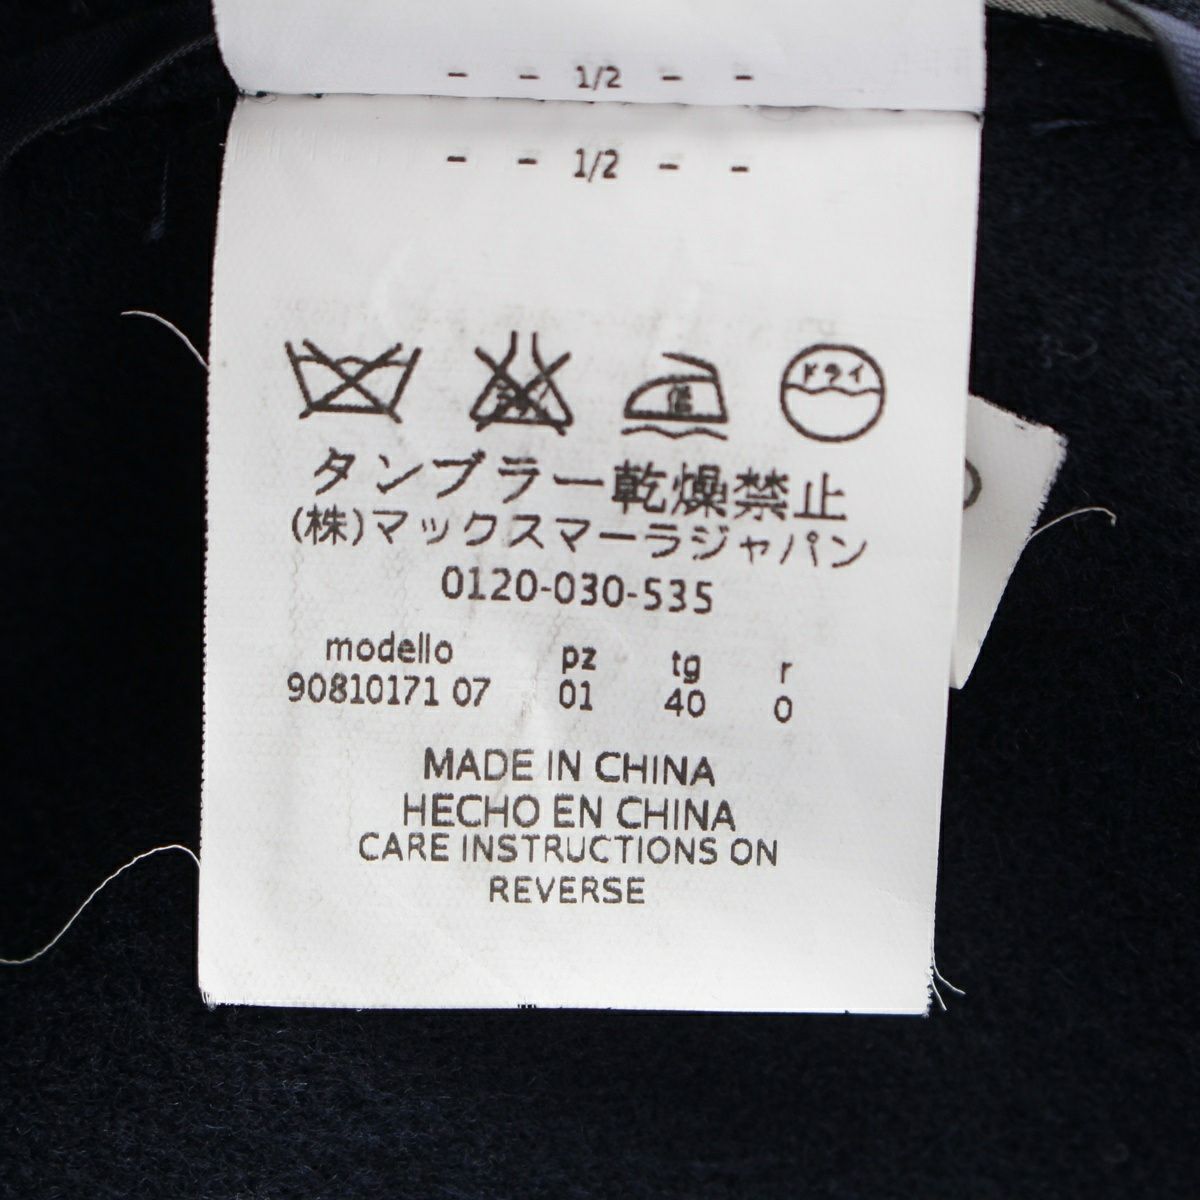 - - 1/2 - -
- - 1/2 - -
低 ドライ
タンブラー乾燥禁止
(株)マックスマーラジャパン
0120-030-535
modello pz tg r
90810171 07 01 40 0
MADE IN CHINA
HECHO EN CHINA
CARE INSTRUCTIONS ON
REVERSE